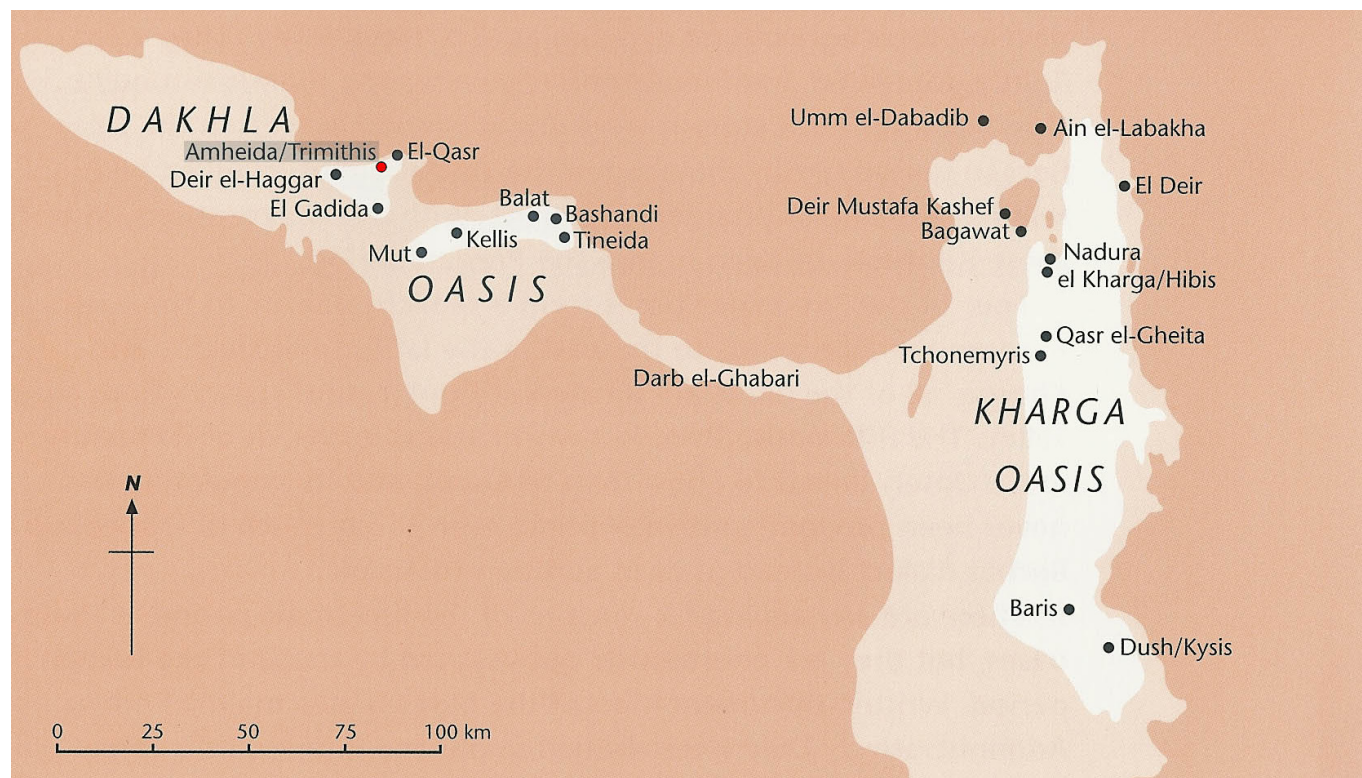 DAKHLA
Amheida/Trimithis
El-Qasr
Deir el-Haggar
El Gadida
Balat
Bashandi
Mut
Kellis
Tineida
OASIS
Umm el-Dabadib
Ain el-Labakha
El Deir
Deir Mustafa Kashef
Bagawat
Nadura
el Kharga/Hibis
Qasr el-Gheita
Tchonemyris
Darb el-Ghabari
KHARGA
OASIS
Baris
Dush/Kysis
N
0 25 50 75 100 km